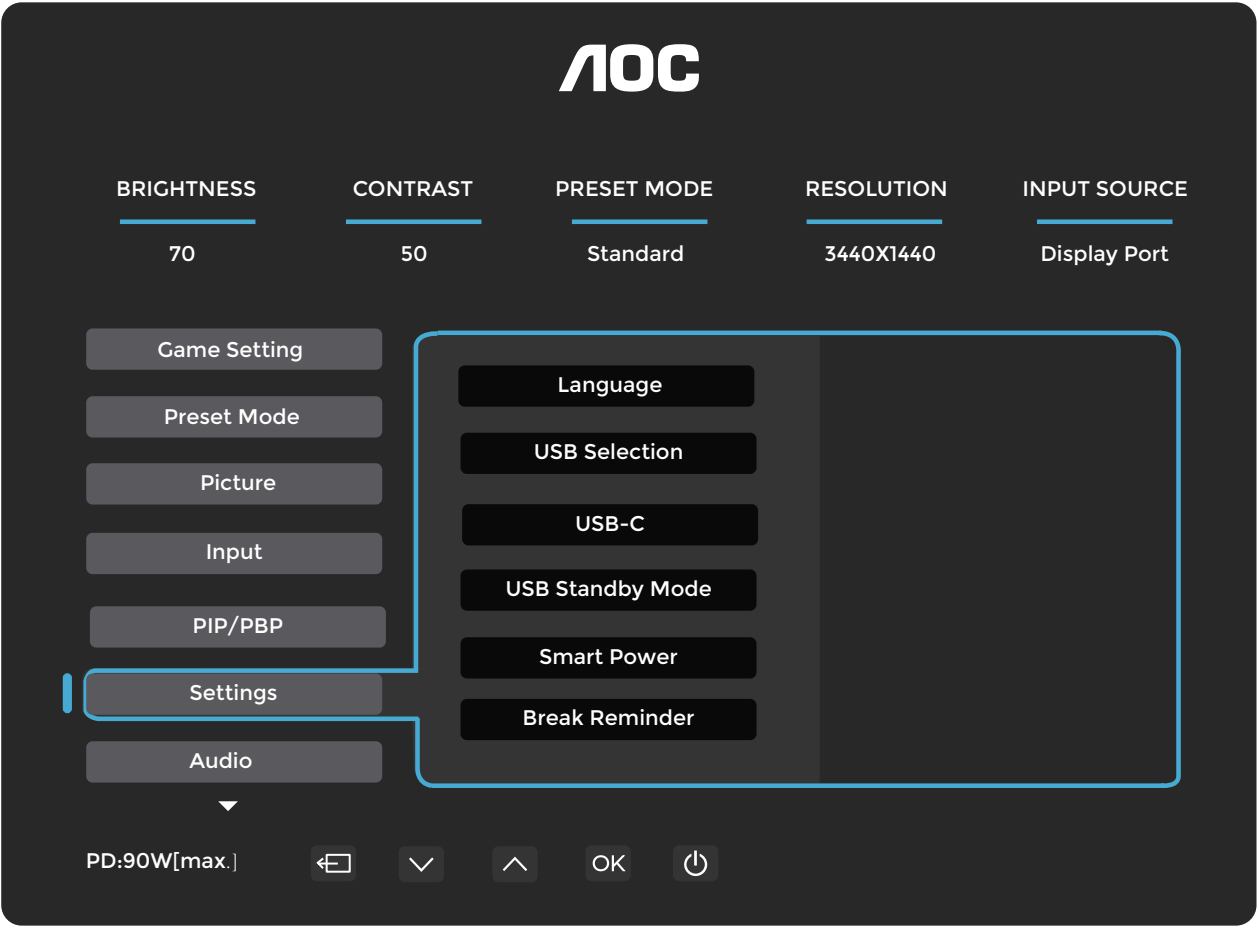 AOC
BRIGHTNESS CONTRAST PRESET MODE RESOLUTION INPUT SOURCE
70 50 Standard 3440X1440 Display Port
Game Setting
Preset Mode
Picture
Input
PIP/PBP
Settings
Audio
Language
USB Selection
USB-C
USB Standby Mode
Smart Power
Break Reminder
PD:90W[max.]
OK